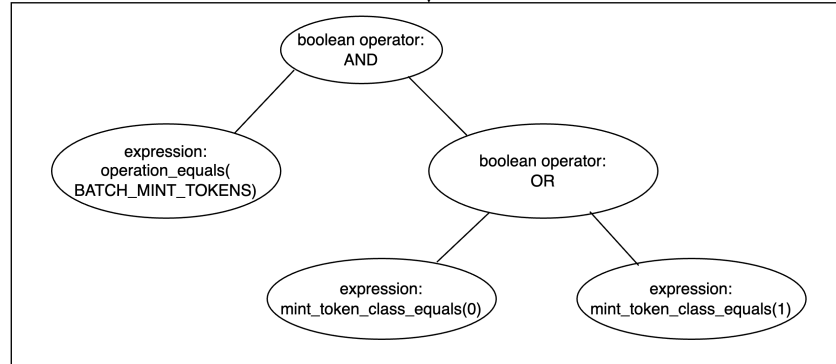 boolean operator:
AND
expression:
operation_equals(
BATCH_MINT_TOKENS)
boolean operator:
OR
expression:
mint_token_class_equals(0)
expression:
mint_token_class_equals(1)